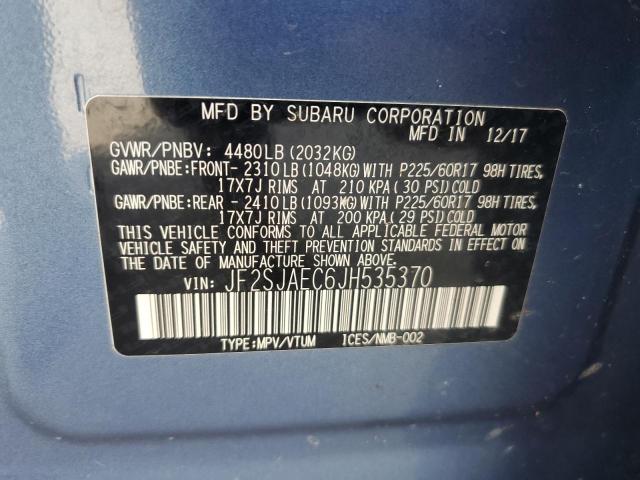 MFD BY SUBARU CORPORATION
MFD IN 12/17
GVWR/PNBV: 4480LB(2032KG)
GAWR/PNBE:FRONT- 2310LB(1048KG)WITH P225/60R17 98H TIRES,
17X7J RIMS AT 210 KPA(30 PSI)COLD
GAWR/PNBE:REAR - 2410LB(1093KG)WITH P225/60R17 98H TIRES,
17X7J RIMS AT 200 KPA(29 PSI)COLD
THIS VEHICLE CONFORMS TO ALL APPLICABLE FEDERAL MOTOR
VEHICLE SAFETY AND THEFT PREVENTION STANDARDS IN EFFECT ON
THE DATE OF MANUFACTURE SHOWN ABOVE.
VIN: JF2SJAEC6JH535370
TYPE:MPV/VTUM ICES/NMB-002